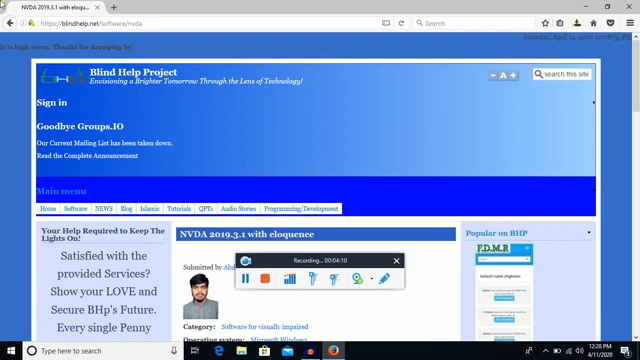 NVDA 2019.3.1 with eloqu...
https://blindhelp.net/software/nvda
Search
Saturday, April 11, 2020
It is high noon. Thanks for dropping by!
Blind Help Project
Envisioning a Brighter Tomorrow Through the Lens of Technology!
- A +
search this site
Sign in
Goodbye Groups.IO
Our Current Mailing List has been taken down.
Read the Complete Announcement
Main menu
Home
Software
NEWS
Blog
Islamic
Tutorials
QPTs
Audio Stories
Programming/Development
Your Help Required to Keep The
Lights On!
Satisfied with the
provided Services?
Show your LOVE and
Secure BHp's Future.
Every single Penny
NVDA 2019.3.1 with eloquence
Recording... 00:04:10
Submitted by Abd
Category: Software for visually impaired
Operating system: Microsoft Windows
Popular on BHP
F.D.M.R
Type here to search
12:28 PM
4/11/2020